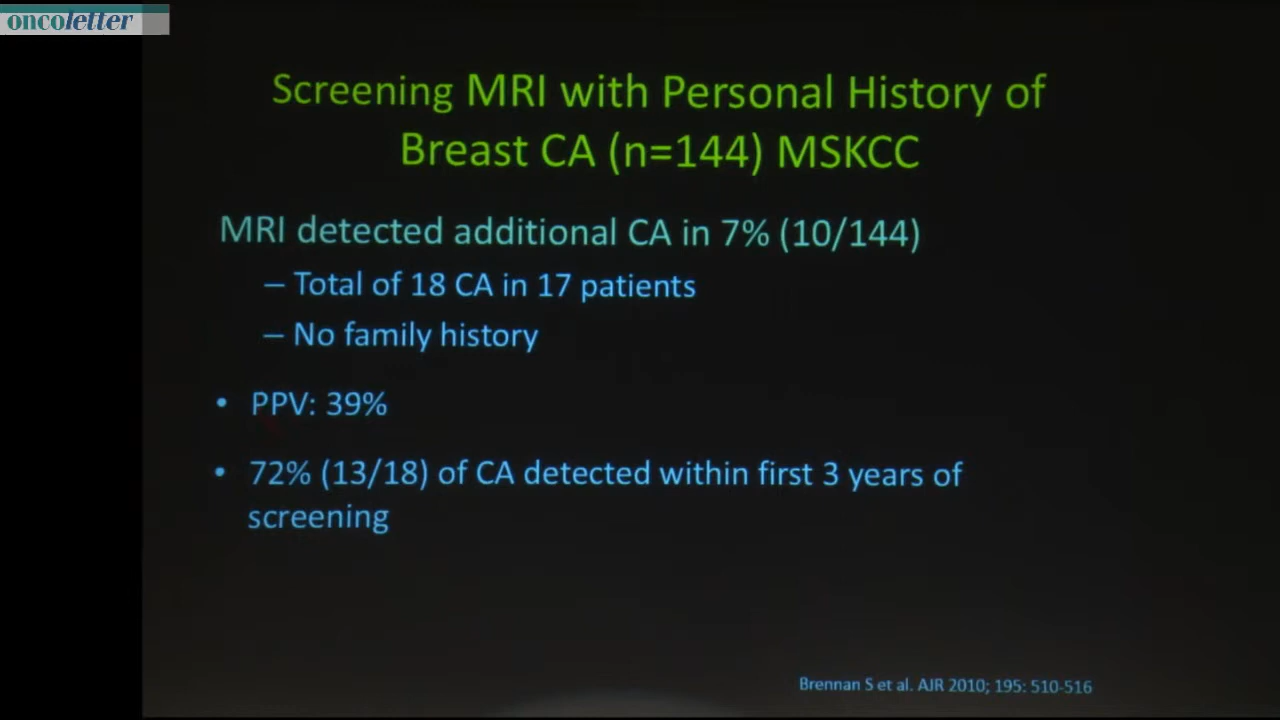 oncoletter
Screening MRI with Personal History of
Breast CA (n=144) MSKCC
MRI detected additional CA in 7% (10/144)
– Total of 18 CA in 17 patients
– No family history
• PPV: 39%
• 72% (13/18) of CA detected within first 3 years of
screening
Brennan S et al. AJR 2010; 195: 510-516